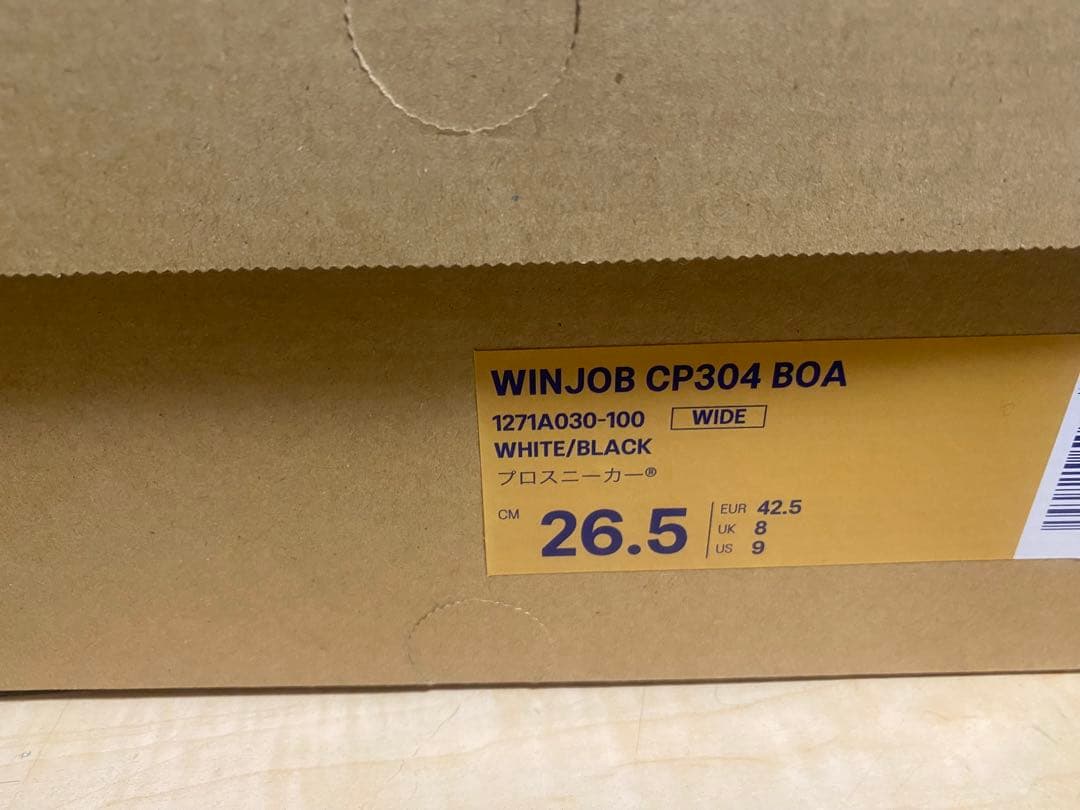 WINJOB CP304 BOA
1271A030-100 WIDE
WHITE/BLACK
プロスニーカー®
CM 26.5
EUR 42.5
UK 8
US 9